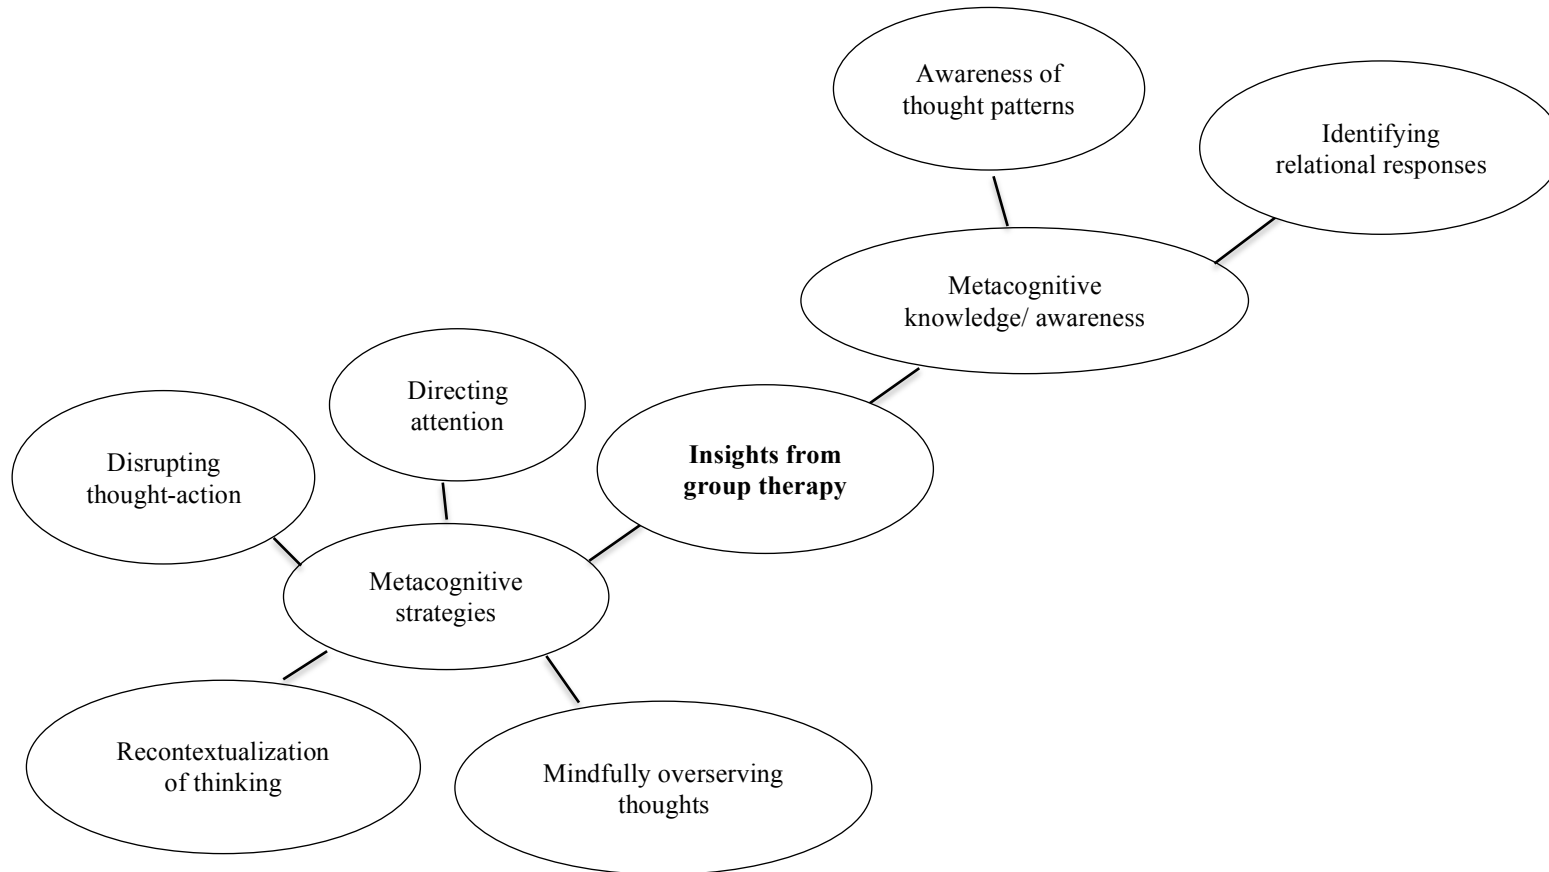 Awareness of
thought patterns
Identifying
relational responses
Metacognitive
knowledge/ awareness
Directing
attention
Insights from
group therapy
Disrupting
thought-action
Metacognitive
strategies
Recontextualization
of thinking
Mindfully overserving
thoughts